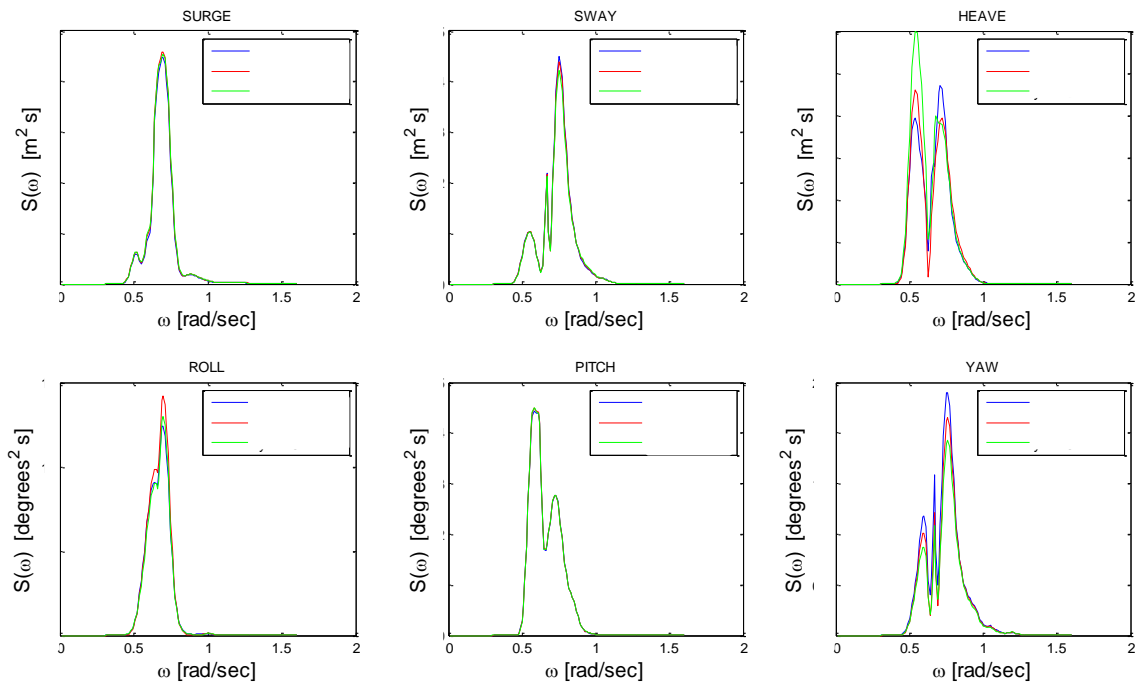 SURGE
S(ω) [m² s]
0 0.5 1 1.5 2
ω [rad/sec]
SWAY
S(ω) [m² s]
0 0.5 1 1.5 2
ω [rad/sec]
HEAVE
S(ω) [m² s]
0 0.5 1 1.5 2
ω [rad/sec]
ROLL
S(ω) [degrees² s]
0 0.5 1 1.5 2
ω [rad/sec]
PITCH
S(ω) [degrees² s]
0 0.5 1 1.5 2
ω [rad/sec]
YAW
2
S(ω) [degrees² s]
0 0.5 1 1.5 2
ω [rad/sec]